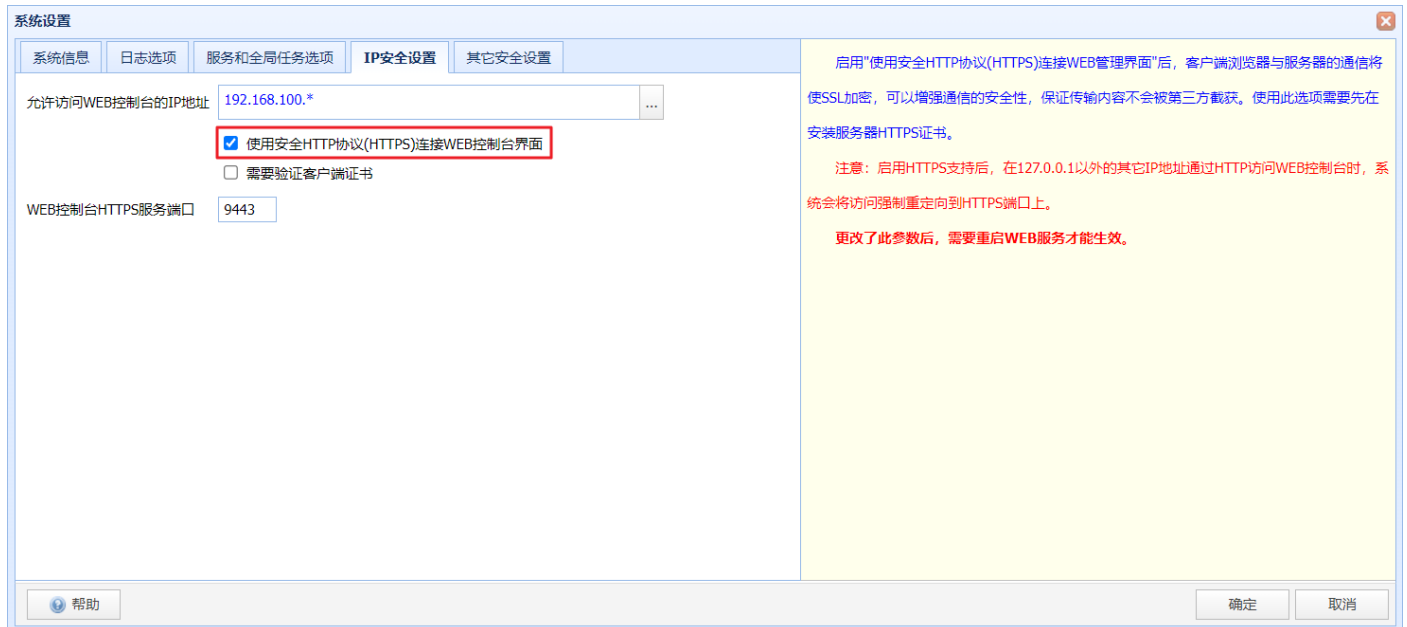 系统设置
系统信息
日志选项
服务和全局任务选项
IP安全设置
其它安全设置
允许访问WEB控制台的IP地址
192.168.100.*
...
使用安全HTTP协议(HTTPS)连接WEB控制台界面
需要验证客户端证书
WEB控制台HTTPS服务端口
9443
启用"使用安全HTTP协议(HTTPS)连接WEB管理界面"后，客户端浏览器与服务器的通信将
使SSL加密，可以增强通信的安全性，保证传输内容不会被第三方截获。使用此选项需要先在
安装服务器HTTPS证书。
注意：启用HTTPS支持后，在127.0.0.1以外的其它IP地址通过HTTP访问WEB控制台时，系
统会将访问强制重定向到HTTPS端口上。
更改了此参数后，需要重启WEB服务才能生效。
帮助
确定
取消